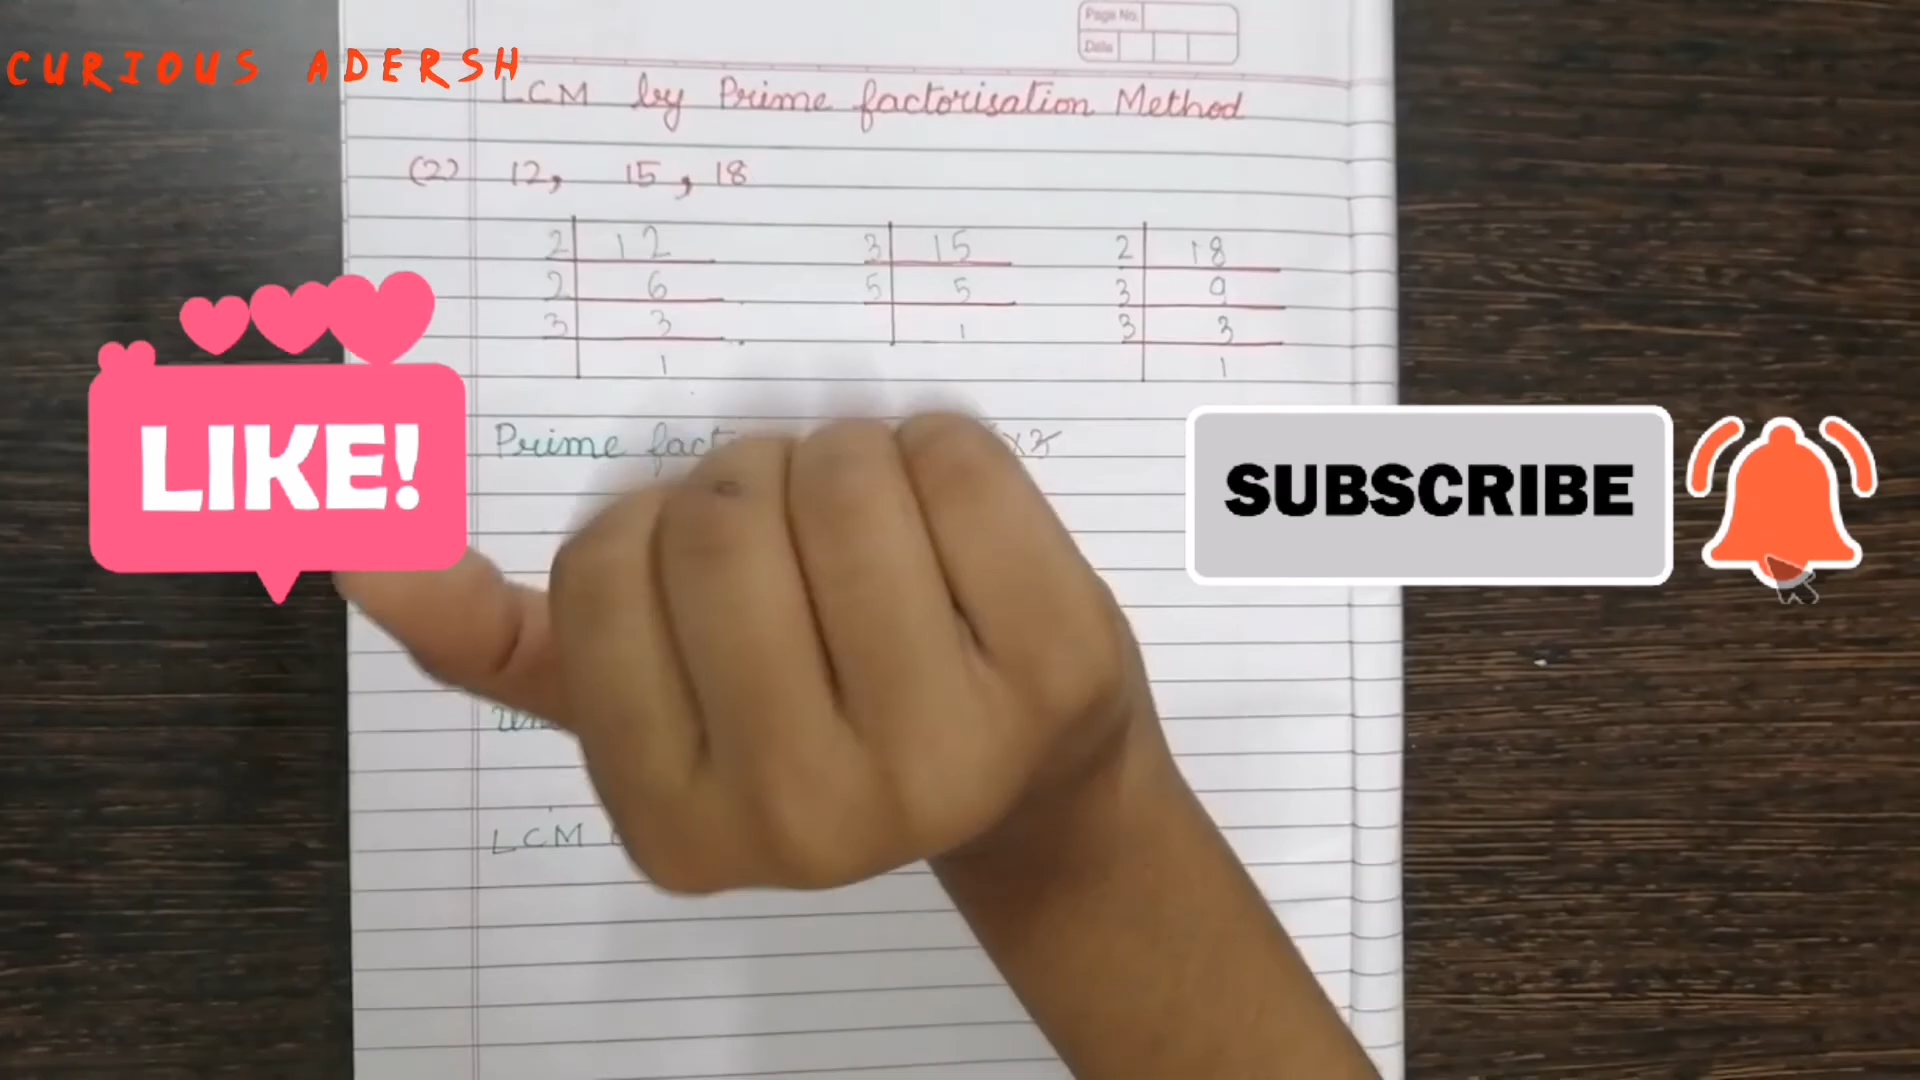 Page No.
Date
CURIOUS ADERSH
LCM by Prime factorisation Method
(2) 12, 15, 18
2 12 3 15 2 18
2 6 5 5 3 9
3 3 1 3 3
1 1
LIKE!
SUBSCRIBE
Prime ×3
LCM